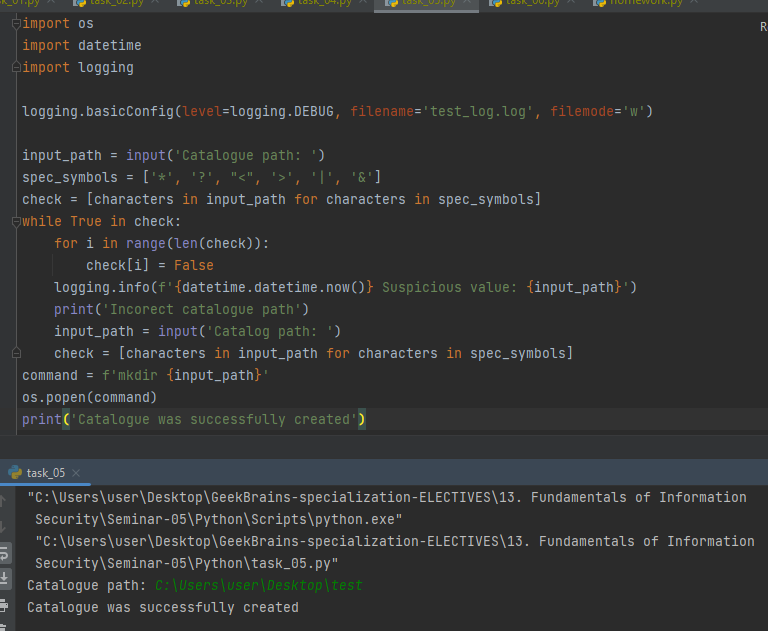 task_02.py task_03.py task_04.py task_05.py task_06.py homework.py
import os
import datetime
import logging
logging.basicConfig(level=logging.DEBUG, filename='test_log.log', filemode='w')
input_path = input('Catalogue path: ')
spec_symbols = ['*', '?', "<", '>', '|', '&']
check = [characters in input_path for characters in spec_symbols]
while True in check:
    for i in range(len(check)):
        check[i] = False
    logging.info(f'{datetime.datetime.now()} Suspicious value: {input_path}')
    print('Incorect catalogue path')
    input_path = input('Catalog path: ')
    check = [characters in input_path for characters in spec_symbols]
command = f'mkdir {input_path}'
os.popen(command)
print('Catalogue was successfully created')
task_05
"C:\Users\user\Desktop\GeekBrains-specialization-ELECTIVES\13. Fundamentals of Information
Security\Seminar-05\Python\Scripts\python.exe"
"C:\Users\user\Desktop\GeekBrains-specialization-ELECTIVES\13. Fundamentals of Information
Security\Seminar-05\Python\task_05.py"
Catalogue path: C:\Users\user\Desktop\test
Catalogue was successfully created